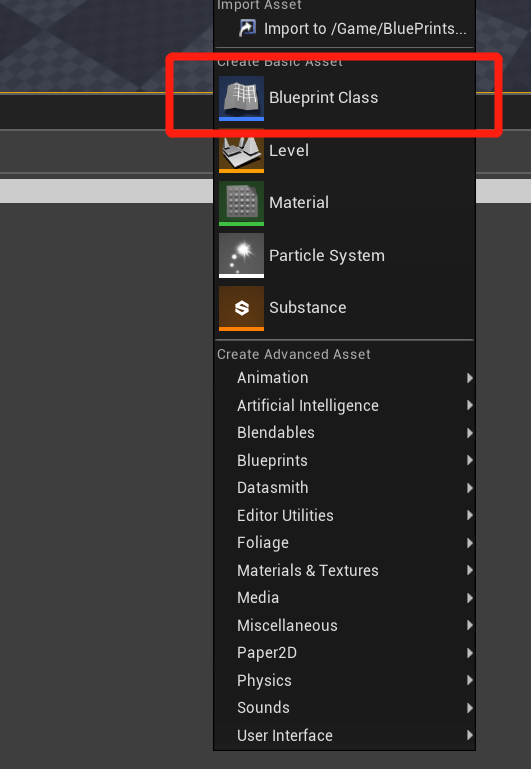 Import Asset
Import to /Game/BluePrints...
Create Basic Asset
Blueprint Class
Level
Material
Particle System
Substance
Create Advanced Asset
Animation
Artificial Intelligence
Blendables
Blueprints
Datasmith
Editor Utilities
Foliage
Materials & Textures
Media
Miscellaneous
Paper2D
Physics
Sounds
User Interface